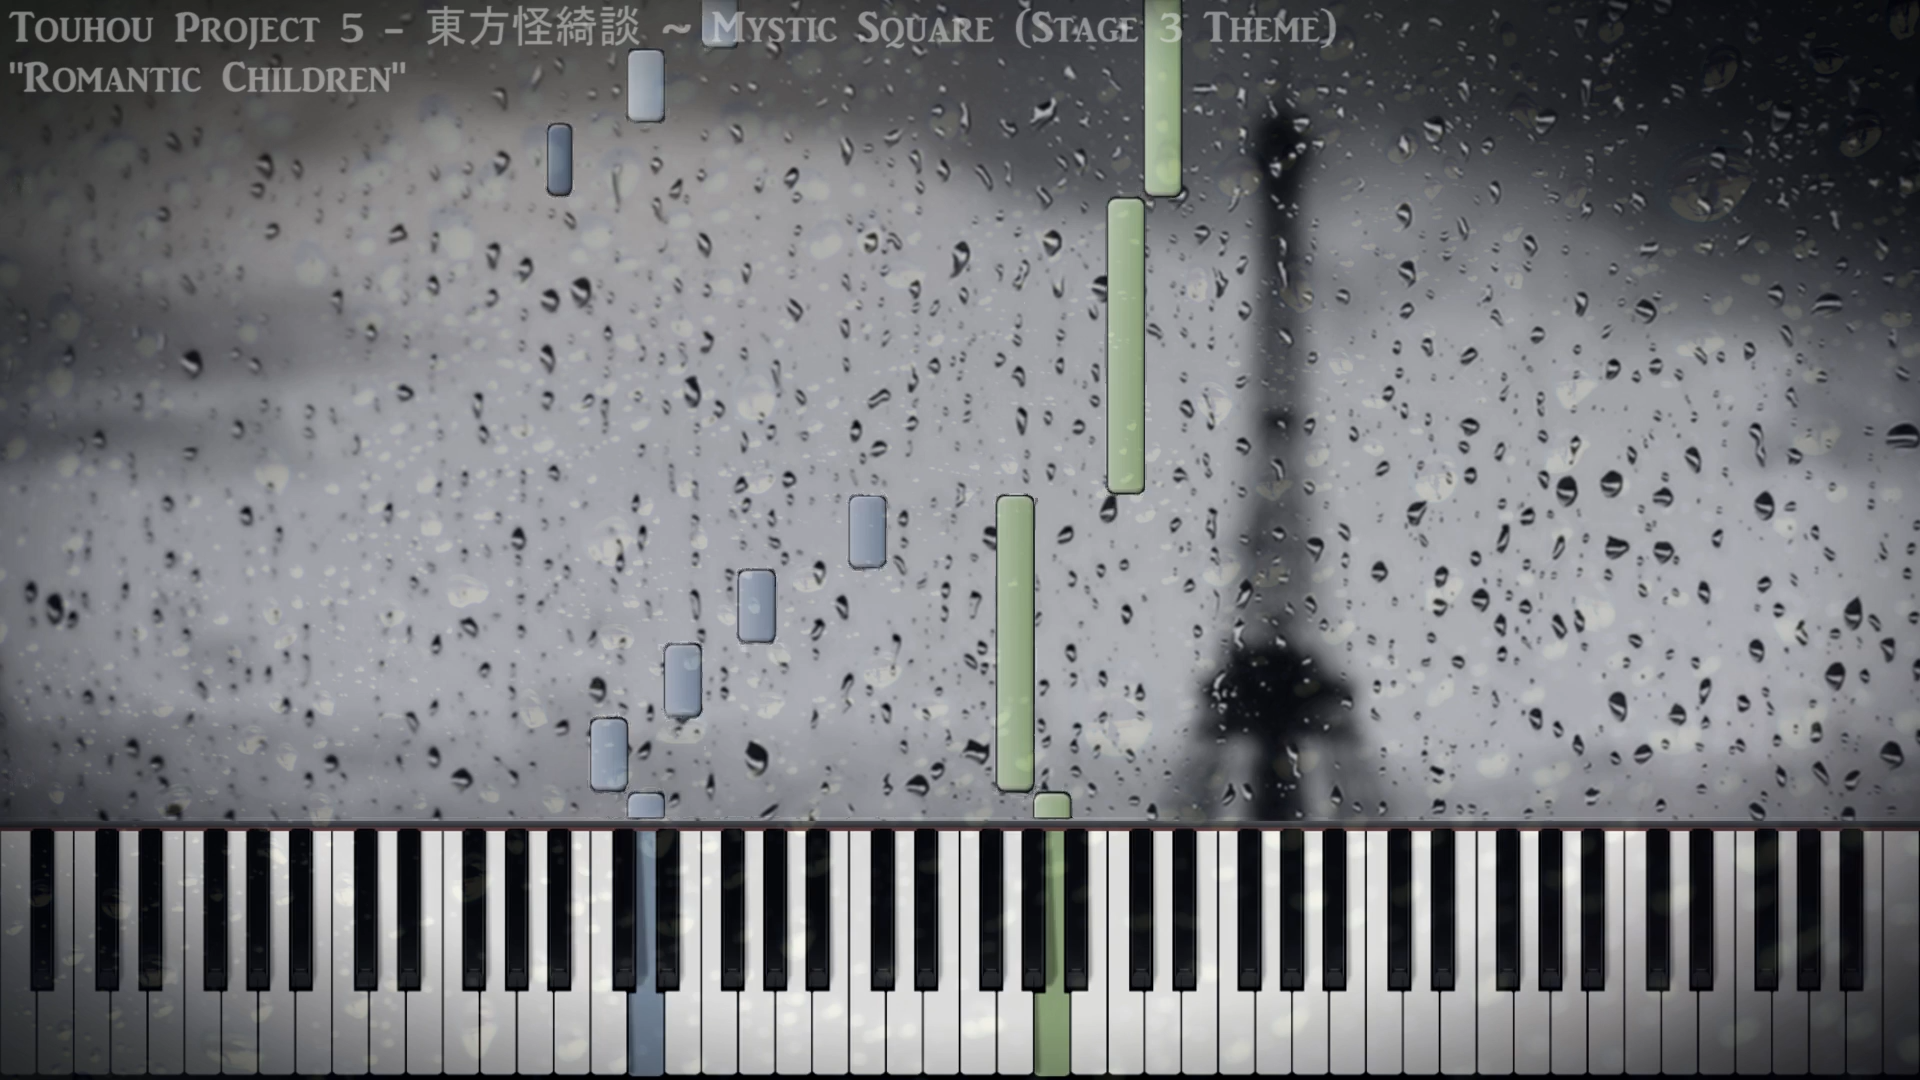 Touhou Project 5 - 東方怪綺談 ~ Mystic Square (Stage 3 Theme)
"Romantic Children"